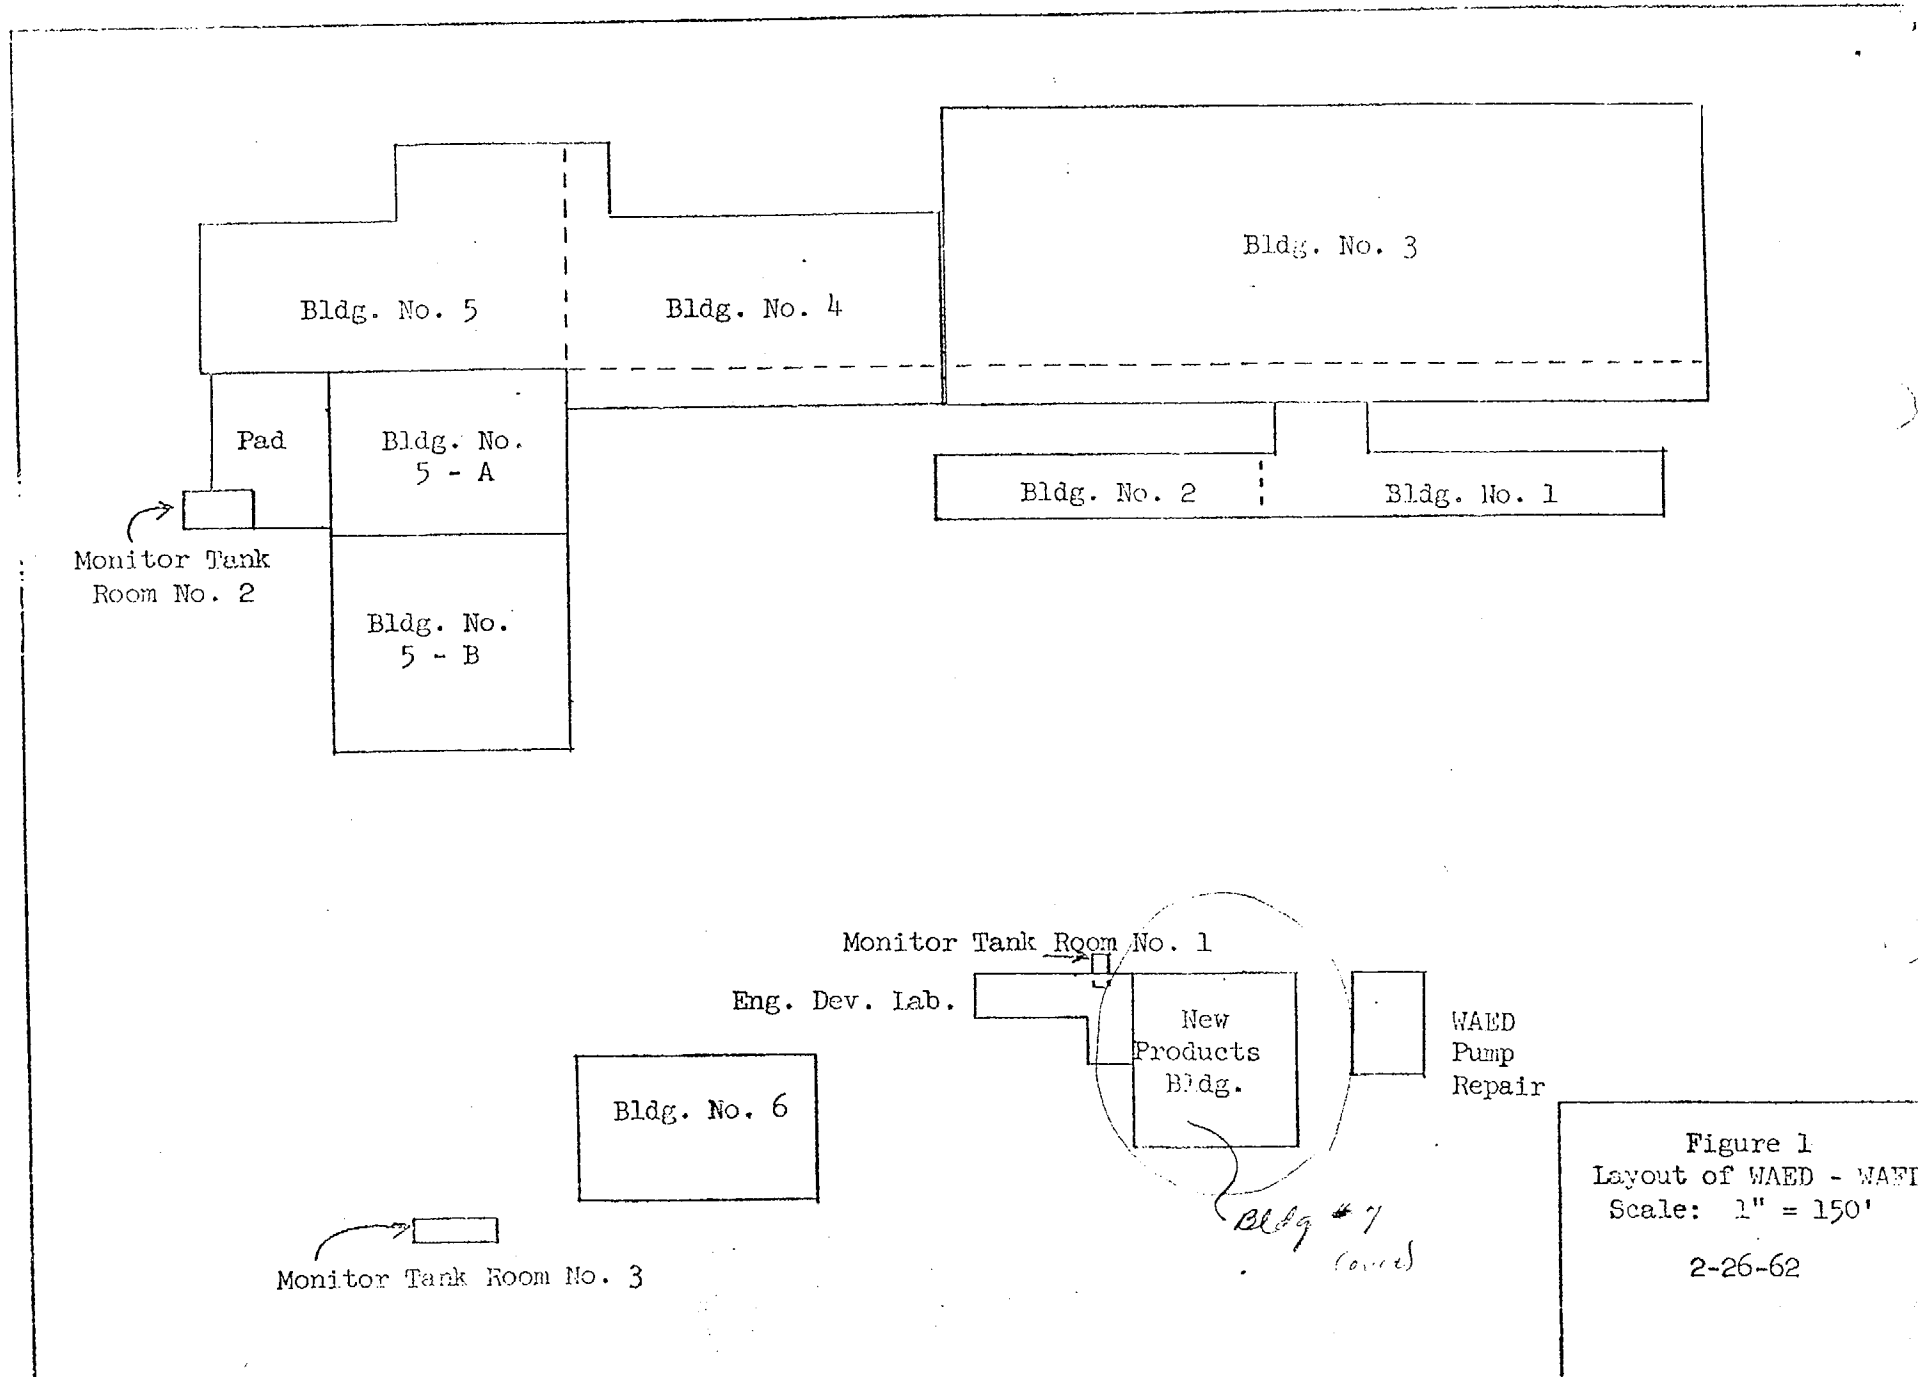 Bldg. No. 3
Bldg. No. 5
Bldg. No. 4
Pad
Bldg. No.
5 - A
Bldg. No. 2
Bldg. No. 1
Monitor Tank
Room No. 2
Bldg. No.
5 - B
Monitor Tank Room No. 1
Eng. Dev. Lab.
New
Products
Bldg.
WAED
Pump
Repair
Bldg. No. 6
Bldg # 7
Monitor Tank Room No. 3
Figure 1
Layout of WAED -
Scale: 1" = 150'
2-26-62